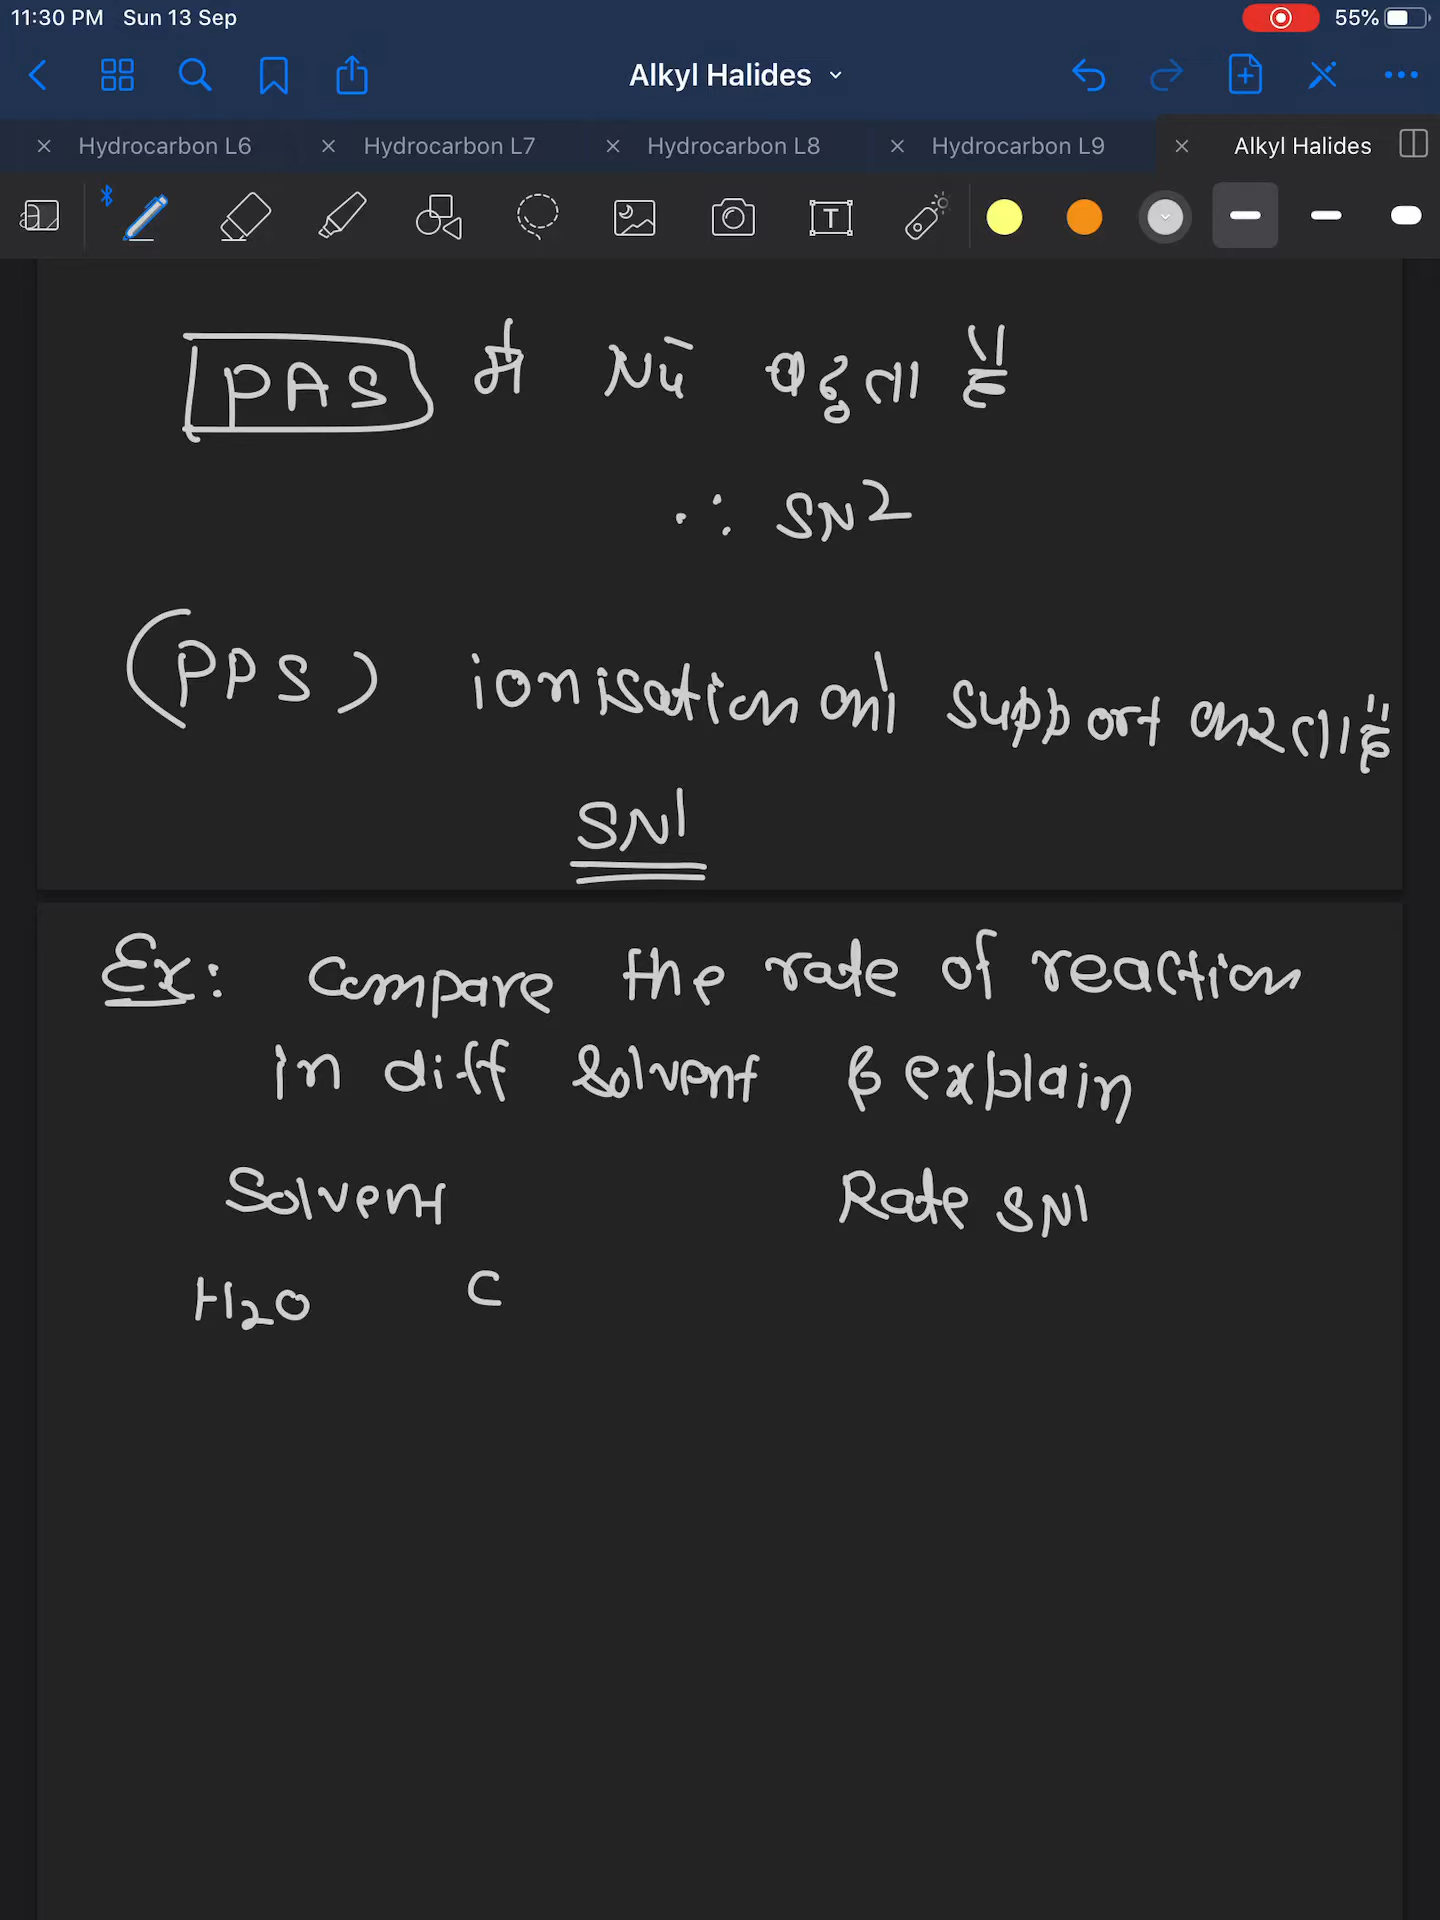 11:30 PM Sun 13 Sep 55%
Alkyl Halides
Hydrocarbon L6 Hydrocarbon L7 Hydrocarbon L8 Hydrocarbon L9 Alkyl Halides
PAS में Nu बढ़ता है
∴ SN2
(PPS) ionisation को support करता है
SN1
Ex: Compare the rate of reaction
in diff solvent & explain
Solvent Rate SN1
H2O C